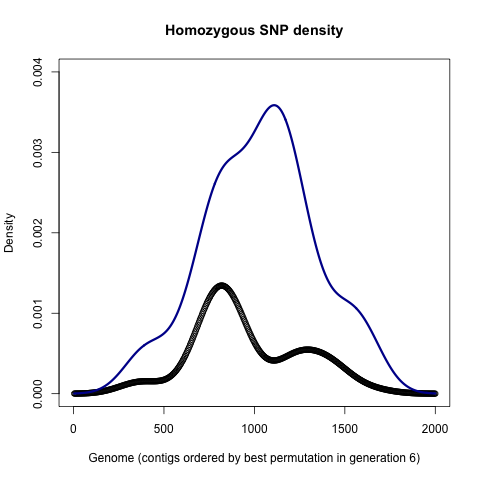 Homozygous SNP density
Density
0.004
0.003
0.002
0.001
0.000
0 500 1000 1500 2000
Genome (contigs ordered by best permutation in generation 6)